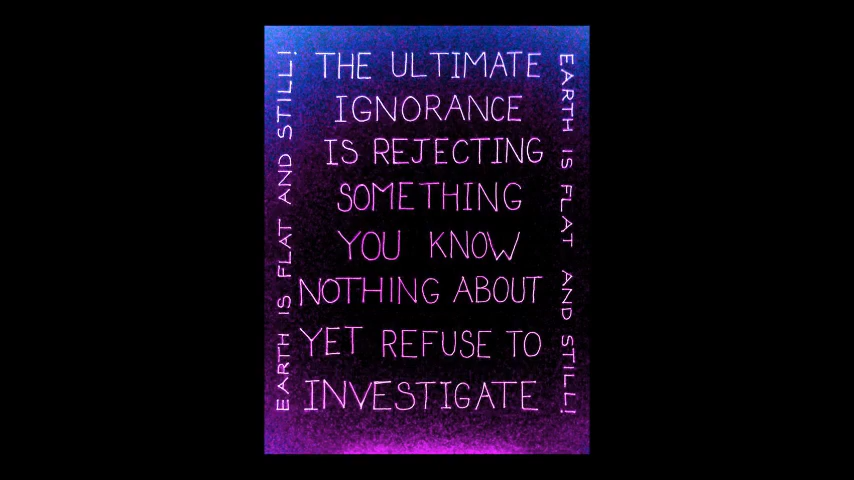 EARTH IS FLAT AND STILL!
THE ULTIMATE
IGNORANCE
IS REJECTING
SOMETHING
YOU KNOW
NOTHING ABOUT
YET REFUSE TO
INVESTIGATE
EARTH IS FLAT AND STILL!